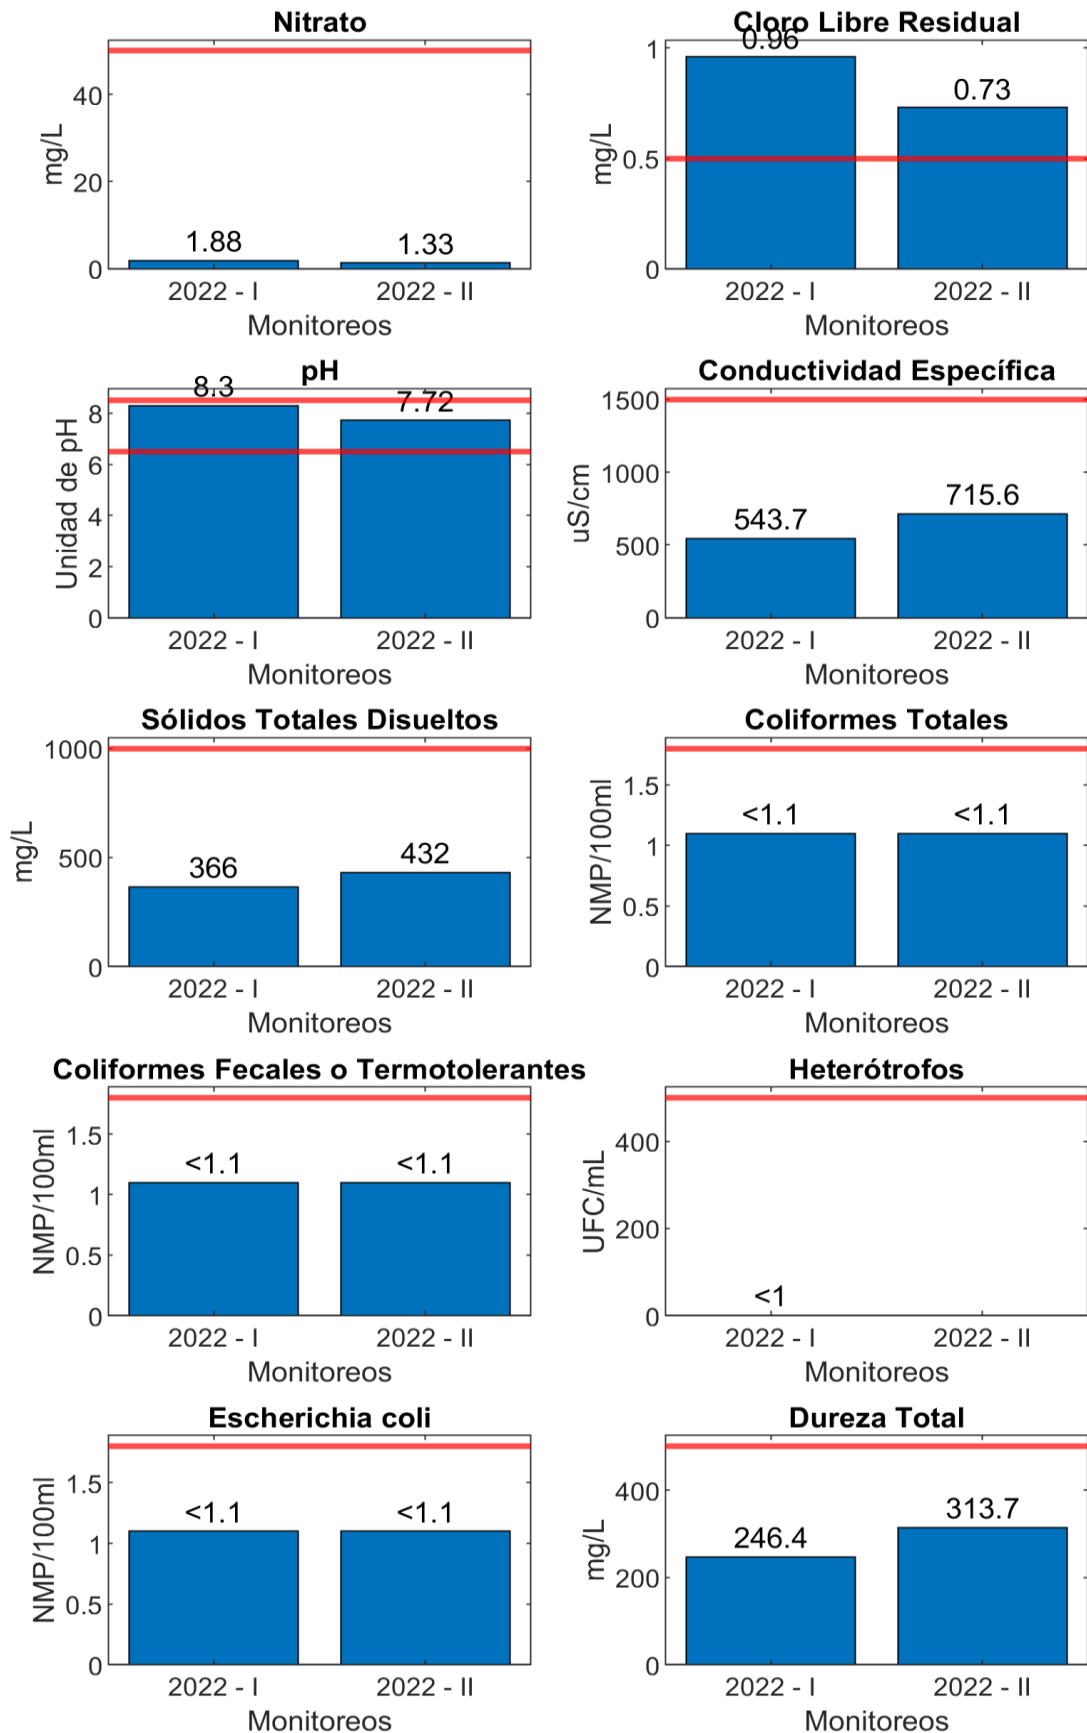 Nitrato
40
20
0
mg/L
1.88
1.33
2022 - I
2022 - II
Monitoreos
Cloro Libre Residual
1
0.5
0
mg/L
0.96
0.73
2022 - I
2022 - II
Monitoreos
pH
8
6
4
2
0
Unidad de pH
8.3
7.72
2022 - I
2022 - II
Monitoreos
Conductividad Específica
1500
1000
500
0
uS/cm
543.7
715.6
2022 - I
2022 - II
Monitoreos
Sólidos Totales Disueltos
1000
500
0
mg/L
366
432
2022 - I
2022 - II
Monitoreos
Coliformes Totales
1.5
1
0.5
0
NMP/100ml
<1.1
<1.1
2022 - I
2022 - II
Monitoreos
Coliformes Fecales o Termotolerantes
1.5
1
0.5
0
NMP/100ml
<1.1
<1.1
2022 - I
2022 - II
Monitoreos
Heterótrofos
400
200
0
UFC/mL
<1
2022 - I
2022 - II
Monitoreos
Escherichia coli
1.5
1
0.5
0
NMP/100ml
<1.1
<1.1
2022 - I
2022 - II
Monitoreos
Dureza Total
400
200
0
mg/L
246.4
313.7
2022 - I
2022 - II
Monitoreos